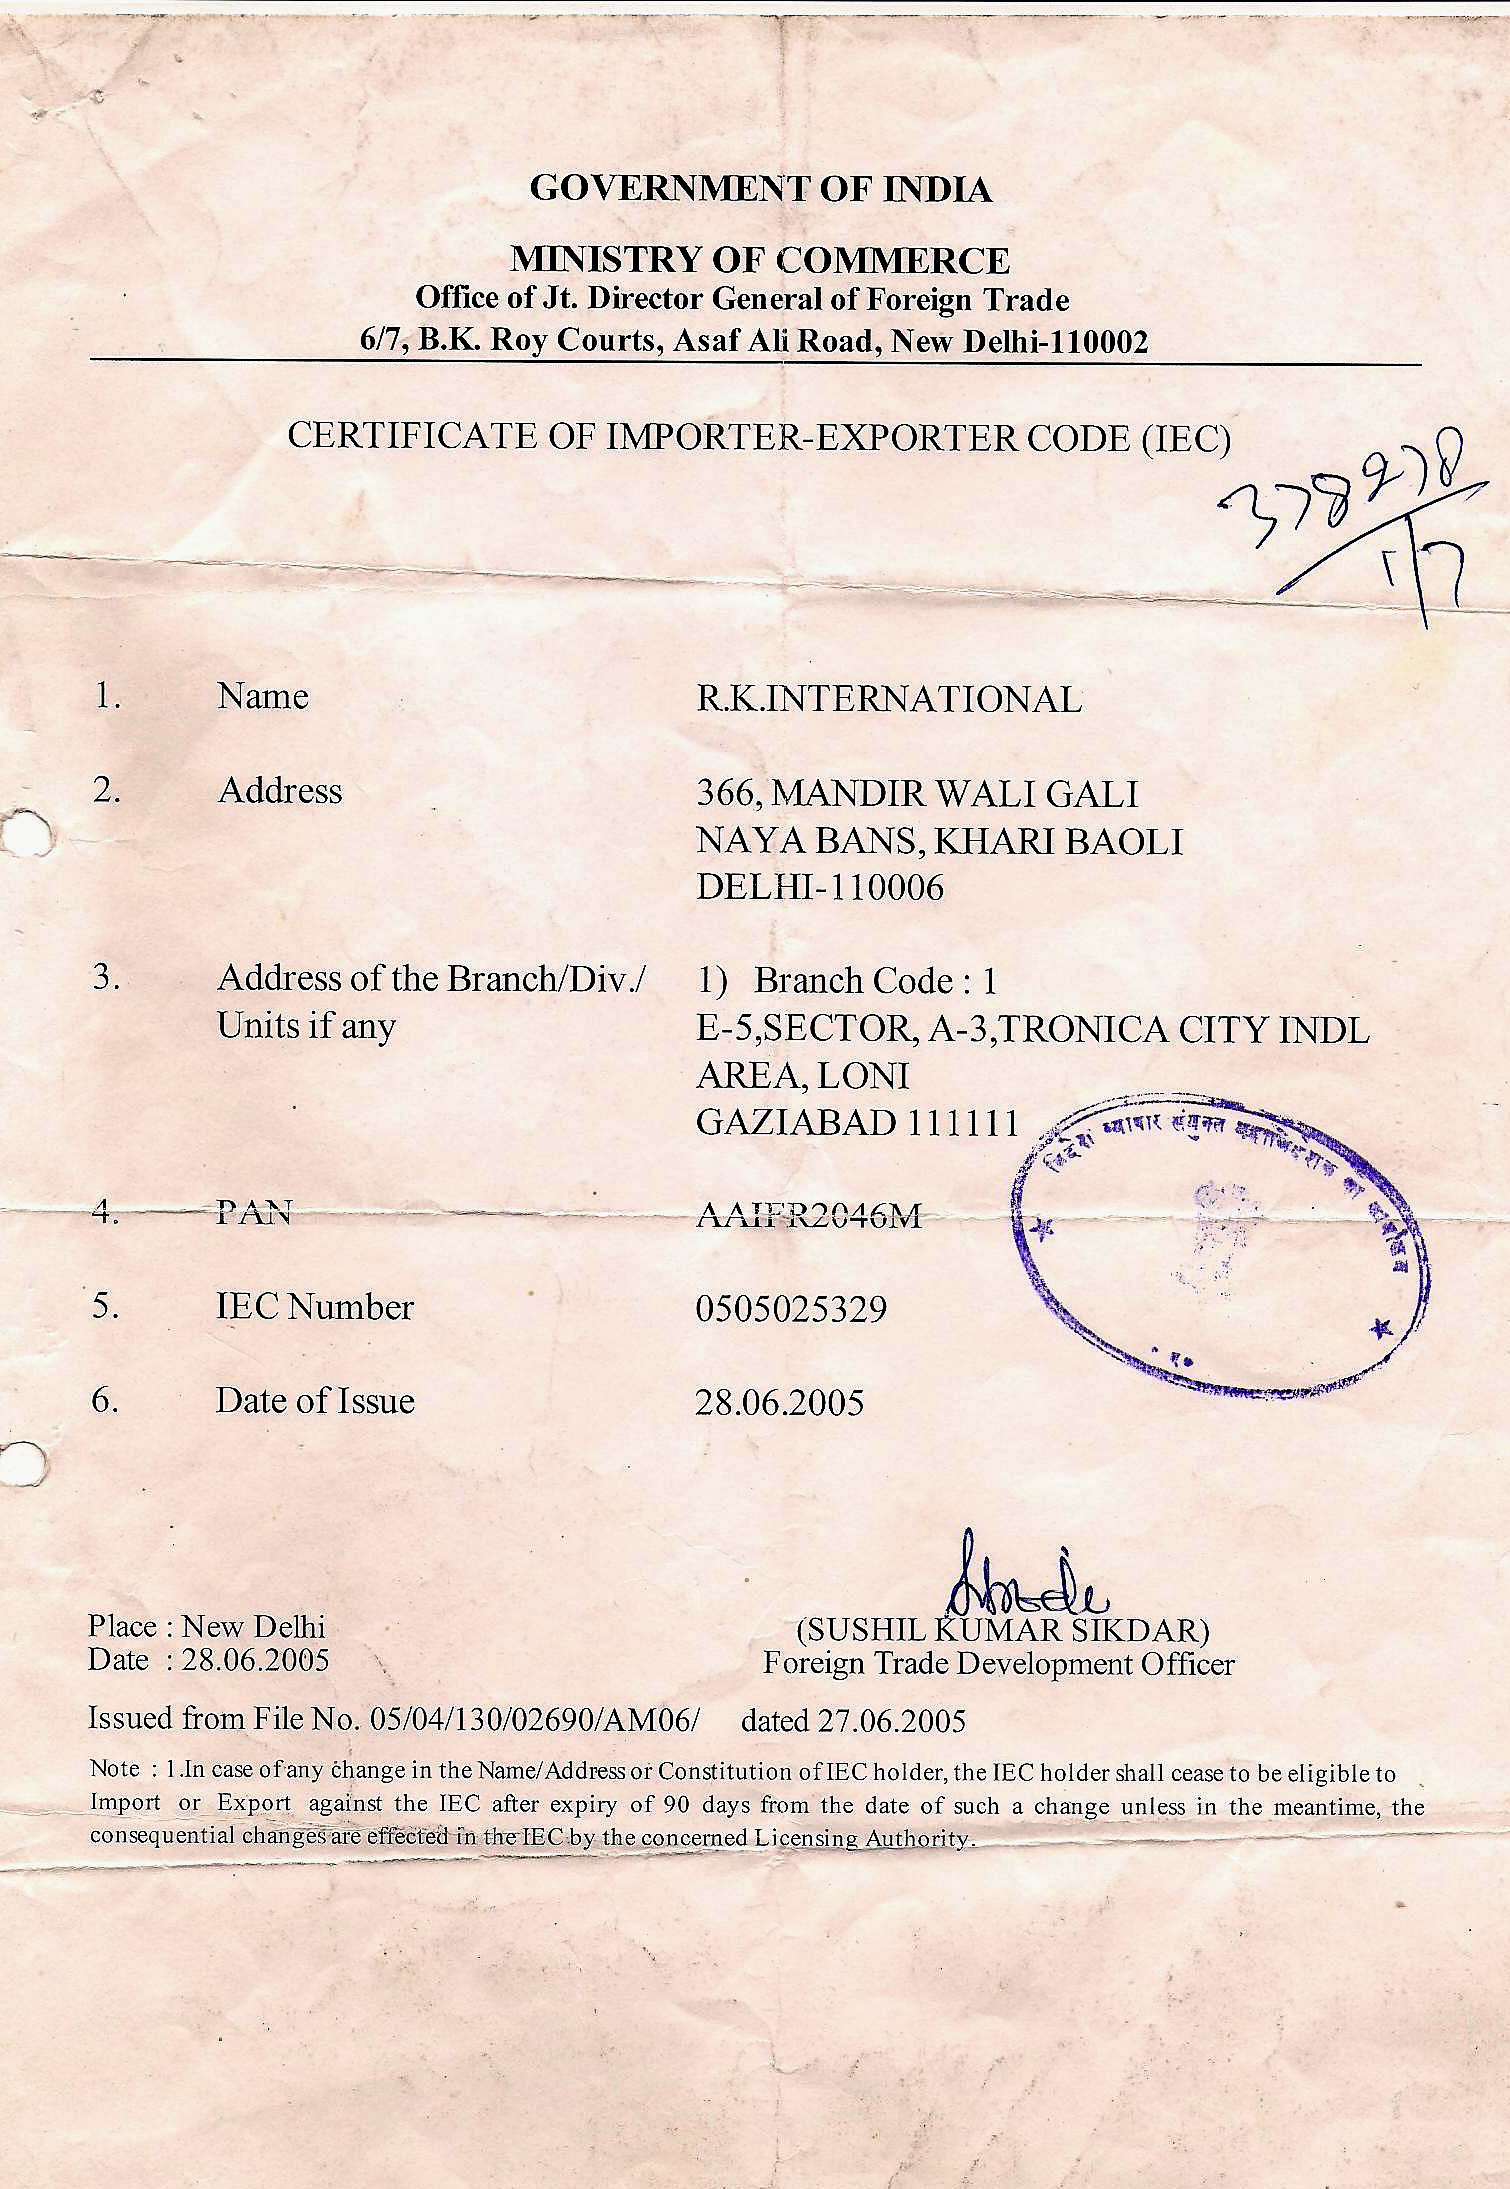 GOVERNMENT OF INDIA
MINISTRY OF COMMERCE
Office of Jt. Director General of Foreign Trade
6/7, B.K. Roy Courts, Asaf Ali Road, New Delhi-110002
CERTIFICATE OF IMPORTER-EXPORTER CODE (IEC)
378978
1/7
1. Name R.K.INTERNATIONAL
2. Address 366, MANDIR WALI GALI
NAYA BANS, KHARI BAOLI
DELHI-110006
3. Address of the Branch/Div./ 1) Branch Code : 1
Units if any E-5,SECTOR, A-3,TRONICA CITY INDL
AREA, LONI
GAZIABAD 111111
विदेश व्यापार संयुक्त महानिदेशक का कार्यालय
4. PAN AAIFR2046M
5. IEC Number 0505025329
6. Date of Issue 28.06.2005
Place : New Delhi (SUSHIL KUMAR SIKDAR)
Date : 28.06.2005 Foreign Trade Development Officer
Issued from File No. 05/04/130/02690/AM06/ dated 27.06.2005
Note : 1.In case of any change in the Name/Address or Constitution of IEC holder, the IEC holder shall cease to be eligible to
Import or Export against the IEC after expiry of 90 days from the date of such a change unless in the meantime, the
consequential changes are effected in the IEC by the concerned Licensing Authority.